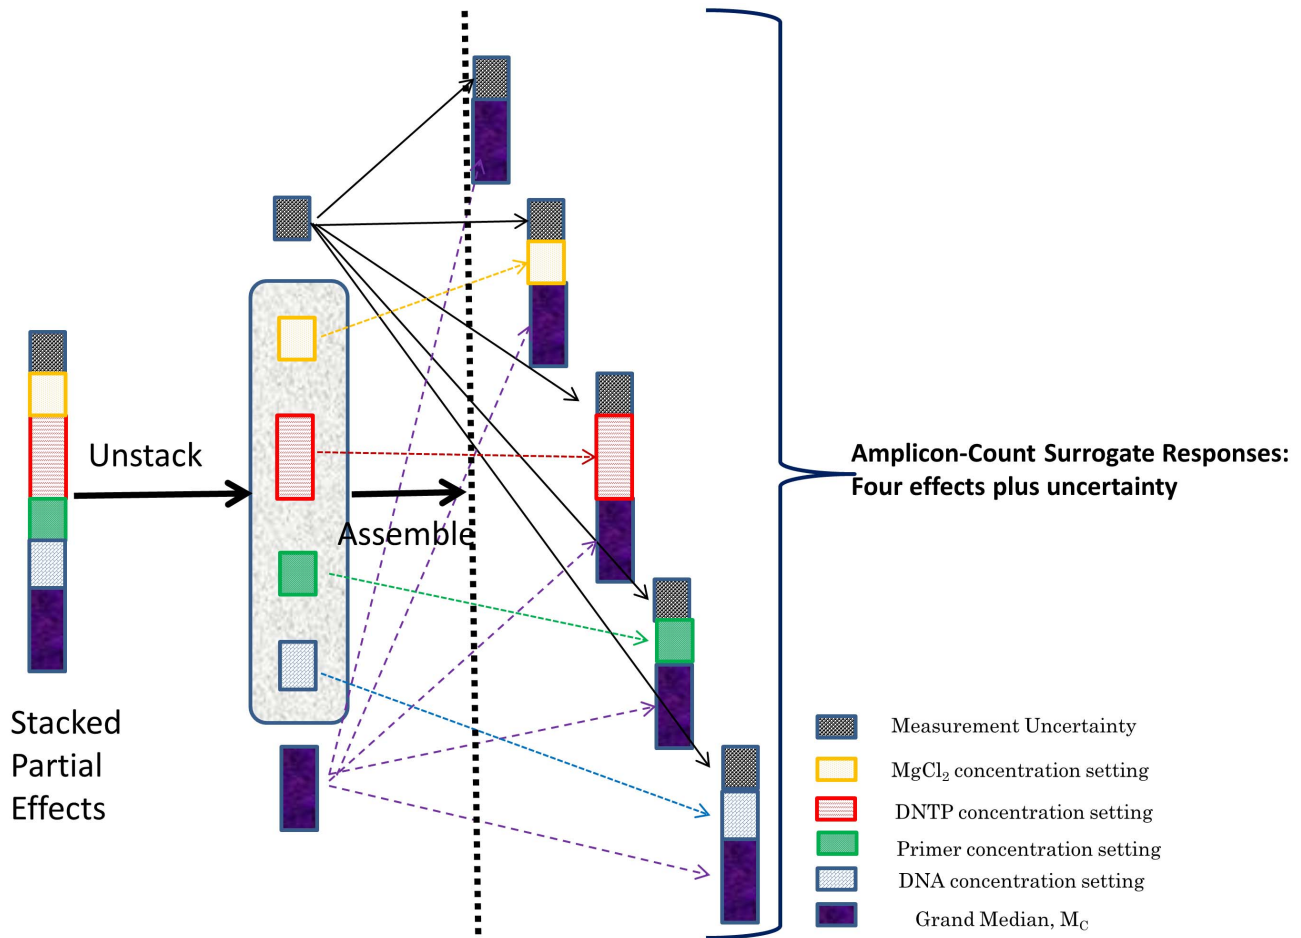 Unstack
Assemble
Stacked
Partial
Effects
Amplicon-Count Surrogate Responses:
Four effects plus uncertainty
Measurement Uncertainty
MgCl₂ concentration setting
DNTP concentration setting
Primer concentration setting
DNA concentration setting
Grand Median, M_C